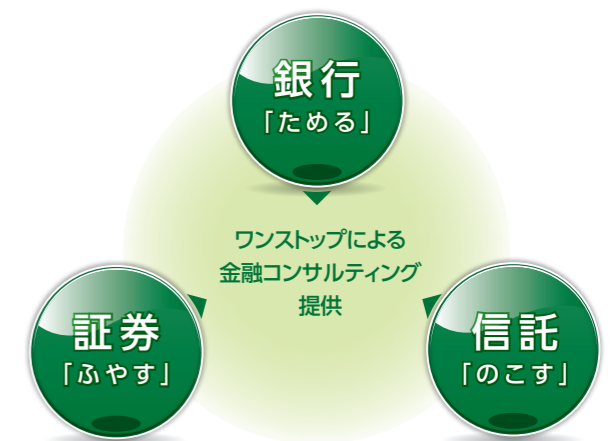 銀行
「ためる」
ワンストップによる
金融コンサルティング
提供
証券
「ふやす」
信託
「のこす」